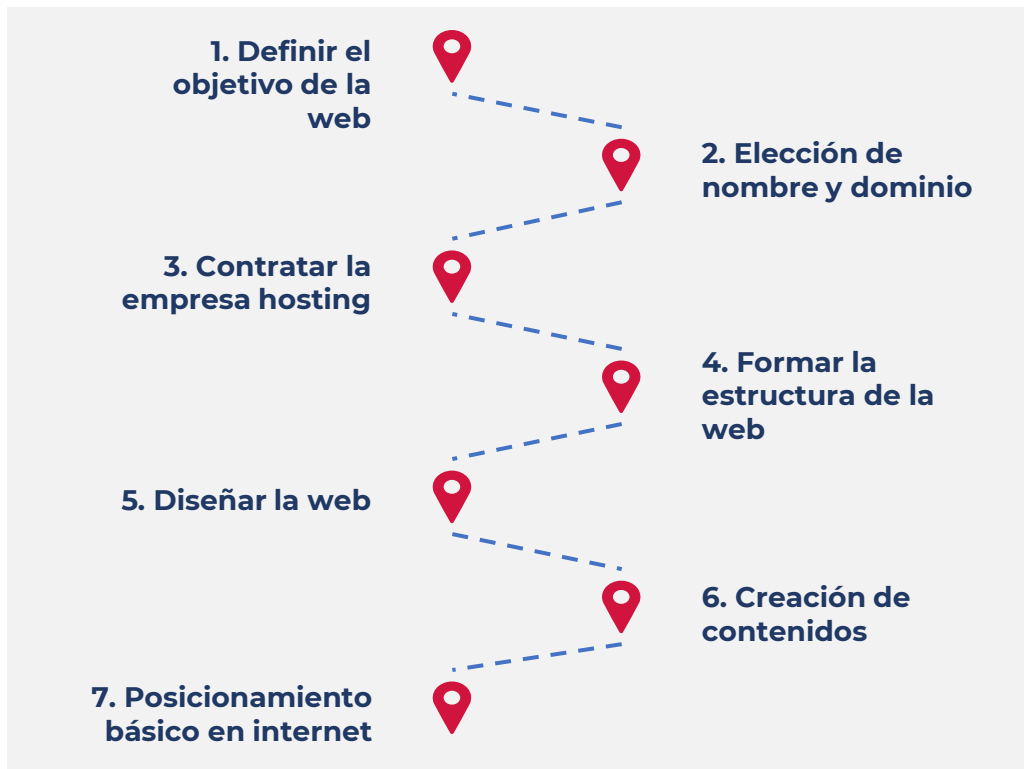 1. Definir el
objetivo de la
web
2. Elección de
nombre y dominio
3. Contratar la
empresa hosting
4. Formar la
estructura de la
web
5. Diseñar la web
6. Creación de
contenidos
7. Posicionamiento
básico en internet